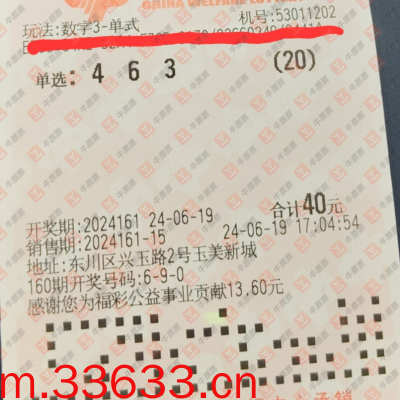 CHINA WELFARE LOTTERY
玩法:数字3-单式
机号:53011202
单选: 4 6 3 (20)
合计40元
开奖期:2024161 24-06-19
销售期:2024161-15 24-06-19 17:04:54
地址:东川区兴玉路2号玉美新城
160期开奖号码:6-9-0
感谢您为福彩公益事业贡献13.60元
m.33633.cn